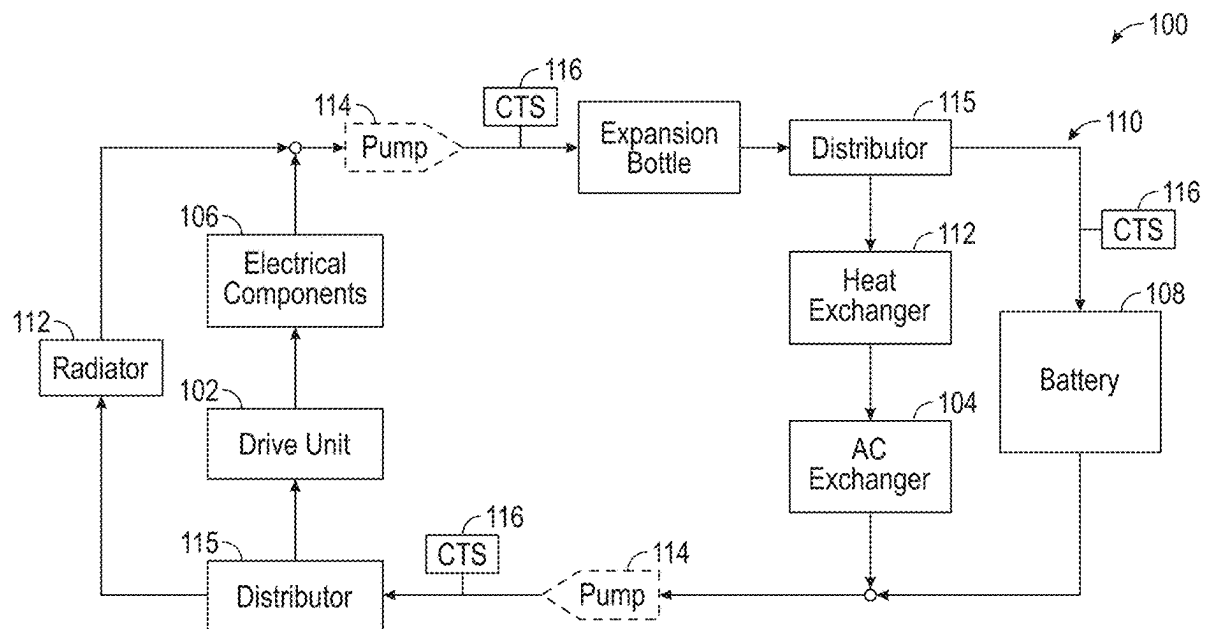 100
116
CTS
114
Pump
Expansion
Bottle
115
Distributor
110
116
CTS
106
Electrical
Components
112
Heat
Exchanger
108
Battery
112
Radiator
102
Drive Unit
104
AC
Exchanger
116
CTS
115
Distributor
114
Pump